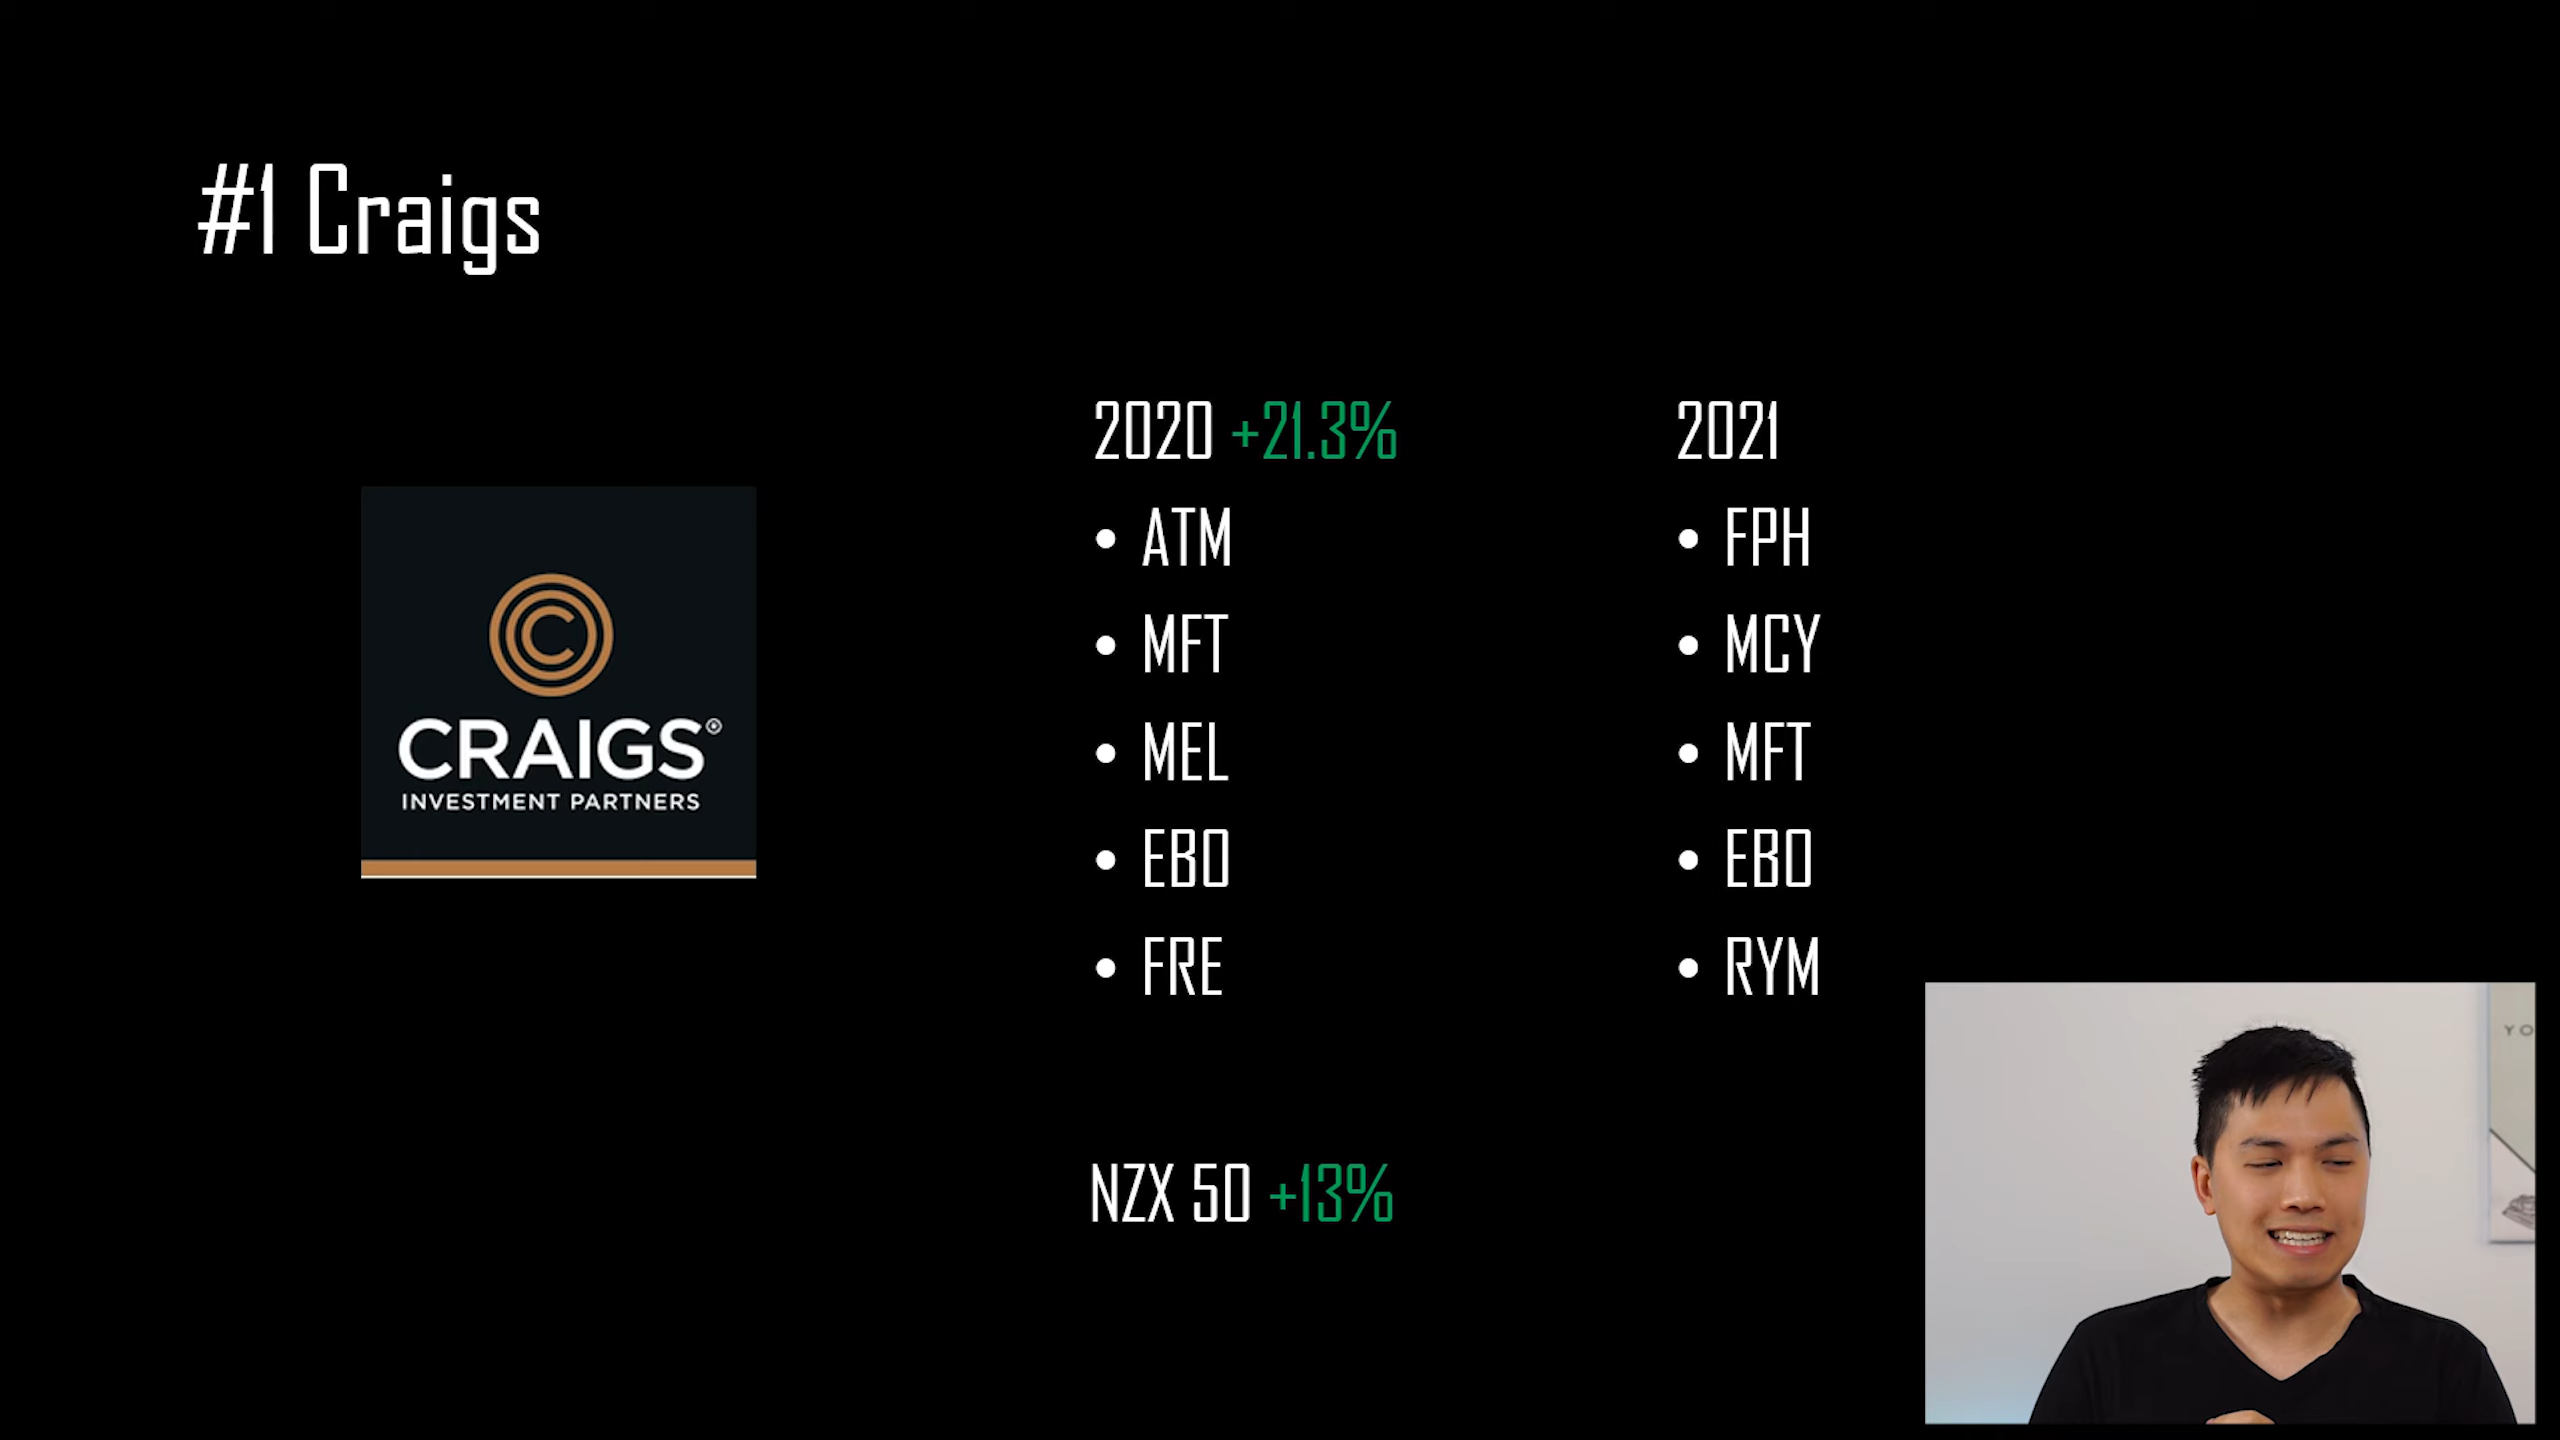 #1 Craigs
CRAIGS
INVESTMENT PARTNERS
2020 +21.3%
• ATM
• MFT
• MEL
• EBO
• FRE
NZX 50 +13%
2021
• FPH
• MCY
• MFT
• EBO
• RYM
YO